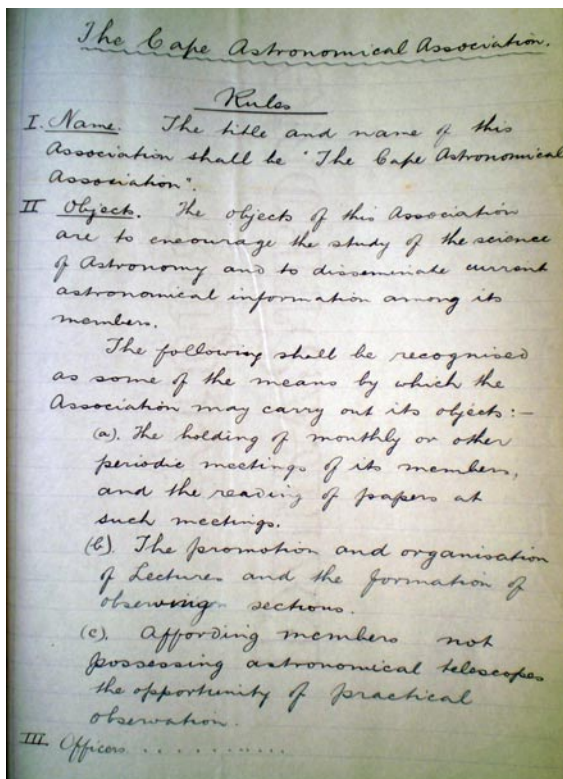 The Cape Astronomical Association.
Rules
I. Name. The title and name of this
Association shall be "The Cape Astronomical
Association".
II Objects. The objects of this Association
are to encourage the study of the science
of Astronomy and to disseminate current
astronomical information among its
members.
The following shall be recognised
as some of the means by which the
Association may carry out its objects:-
(a). The holding of monthly or other
periodic meetings of its members,
and the reading of papers at
such meetings.
(b). The promotion and organisation
of Lectures and the formation of
observing sections.
(c). Affording members not
possessing astronomical telescopes
the opportunity of practical
observation.
III. Officers...........